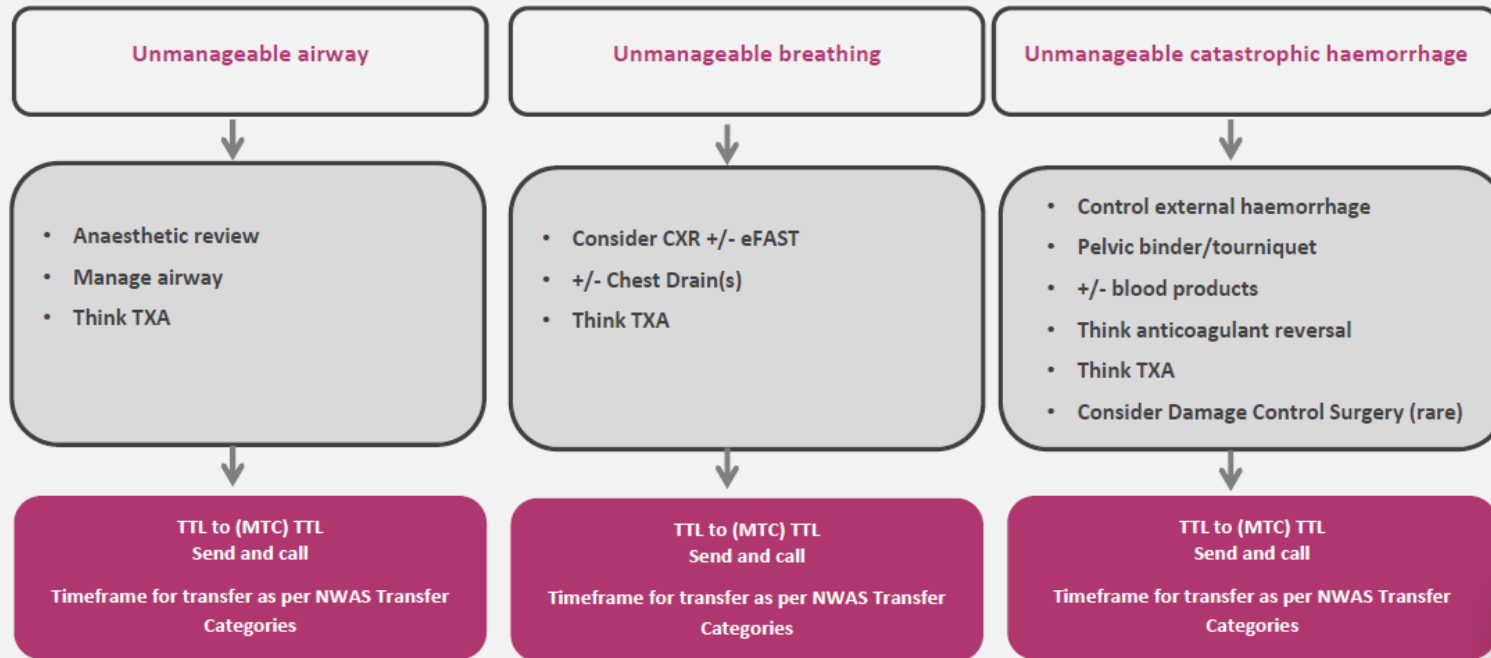 Unmanageable airway
• Anaesthetic review
• Manage airway
• Think TXA
TTL to (MTC) TTL
Send and call
Timeframe for transfer as per NWAS Transfer
Categories
Unmanageable breathing
• Consider CXR +/- eFAST
• +/- Chest Drain(s)
• Think TXA
TTL to (MTC) TTL
Send and call
Timeframe for transfer as per NWAS Transfer
Categories
Unmanageable catastrophic haemorrhage
• Control external haemorrhage
• Pelvic binder/tourniquet
• +/- blood products
• Think anticoagulant reversal
• Think TXA
• Consider Damage Control Surgery (rare)
TTL to (MTC) TTL
Send and call
Timeframe for transfer as per NWAS Transfer
Categories